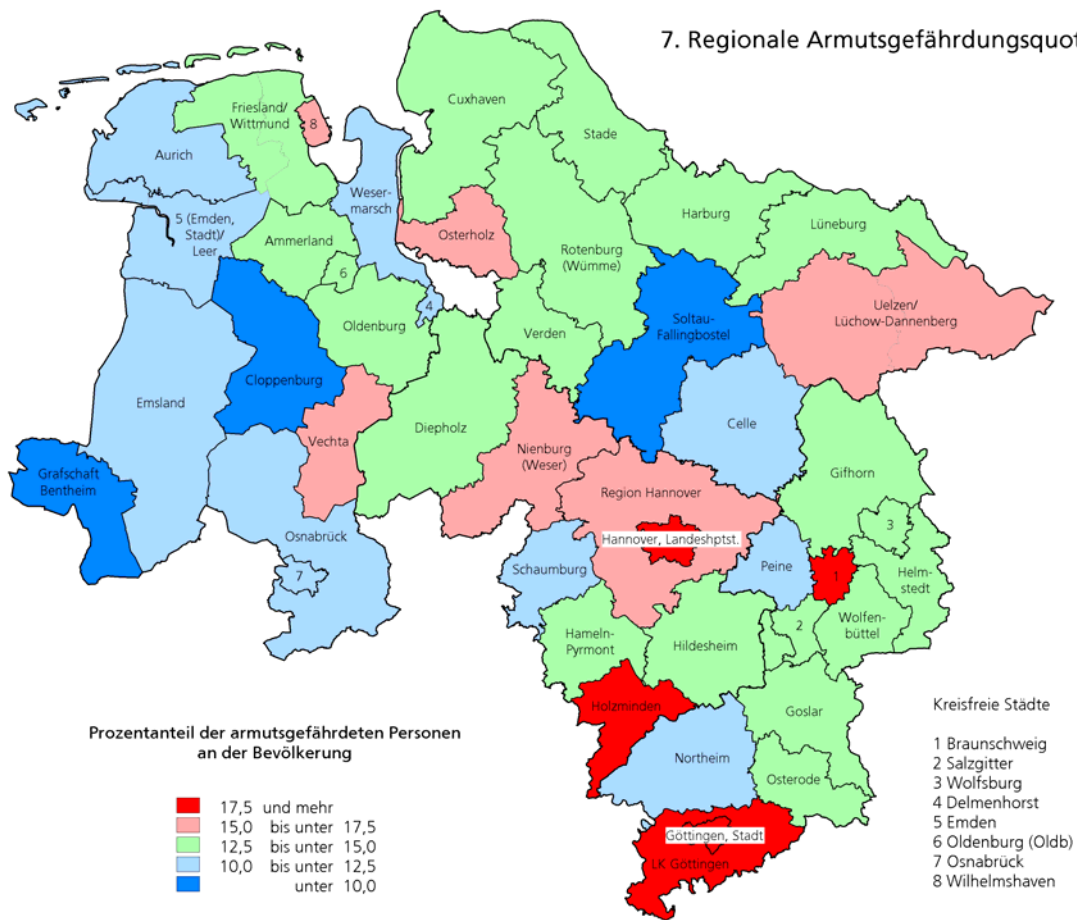 7. Regionale Armutsgefährdungsquot
Cuxhaven
Friesland/
Wittmund
8
Stade
Aurich
Weser-
marsch
Harburg
Lüneburg
5 (Emden,
Stadt)/
Leer
Osterholz
Ammerland
Rotenburg
(Wümme)
6
4
Uelzen/
Lüchow-Dannenberg
Soltau-
Fallingbostel
Oldenburg
Verden
Cloppenburg
Emsland
Celle
Diepholz
Vechta
Nienburg
(Weser)
Gifhorn
Grafschaft
Bentheim
Region Hannover
3
Osnabrück
Hannover, Landeshptst.
Schaumburg
Peine
7
1
Helm-
stedt
2
Wolfen-
büttel
Hameln-
Pyrmont
Hildesheim
Holzminden
Goslar
Northeim
Osterode
Göttingen, Stadt
LK Göttingen
Prozentanteil der armutsgefährdeten Personen
an der Bevölkerung
17,5 und mehr
15,0 bis unter 17,5
12,5 bis unter 15,0
10,0 bis unter 12,5
unter 10,0
Kreisfreie Städte
1 Braunschweig
2 Salzgitter
3 Wolfsburg
4 Delmenhorst
5 Emden
6 Oldenburg (Oldb)
7 Osnabrück
8 Wilhelmshaven